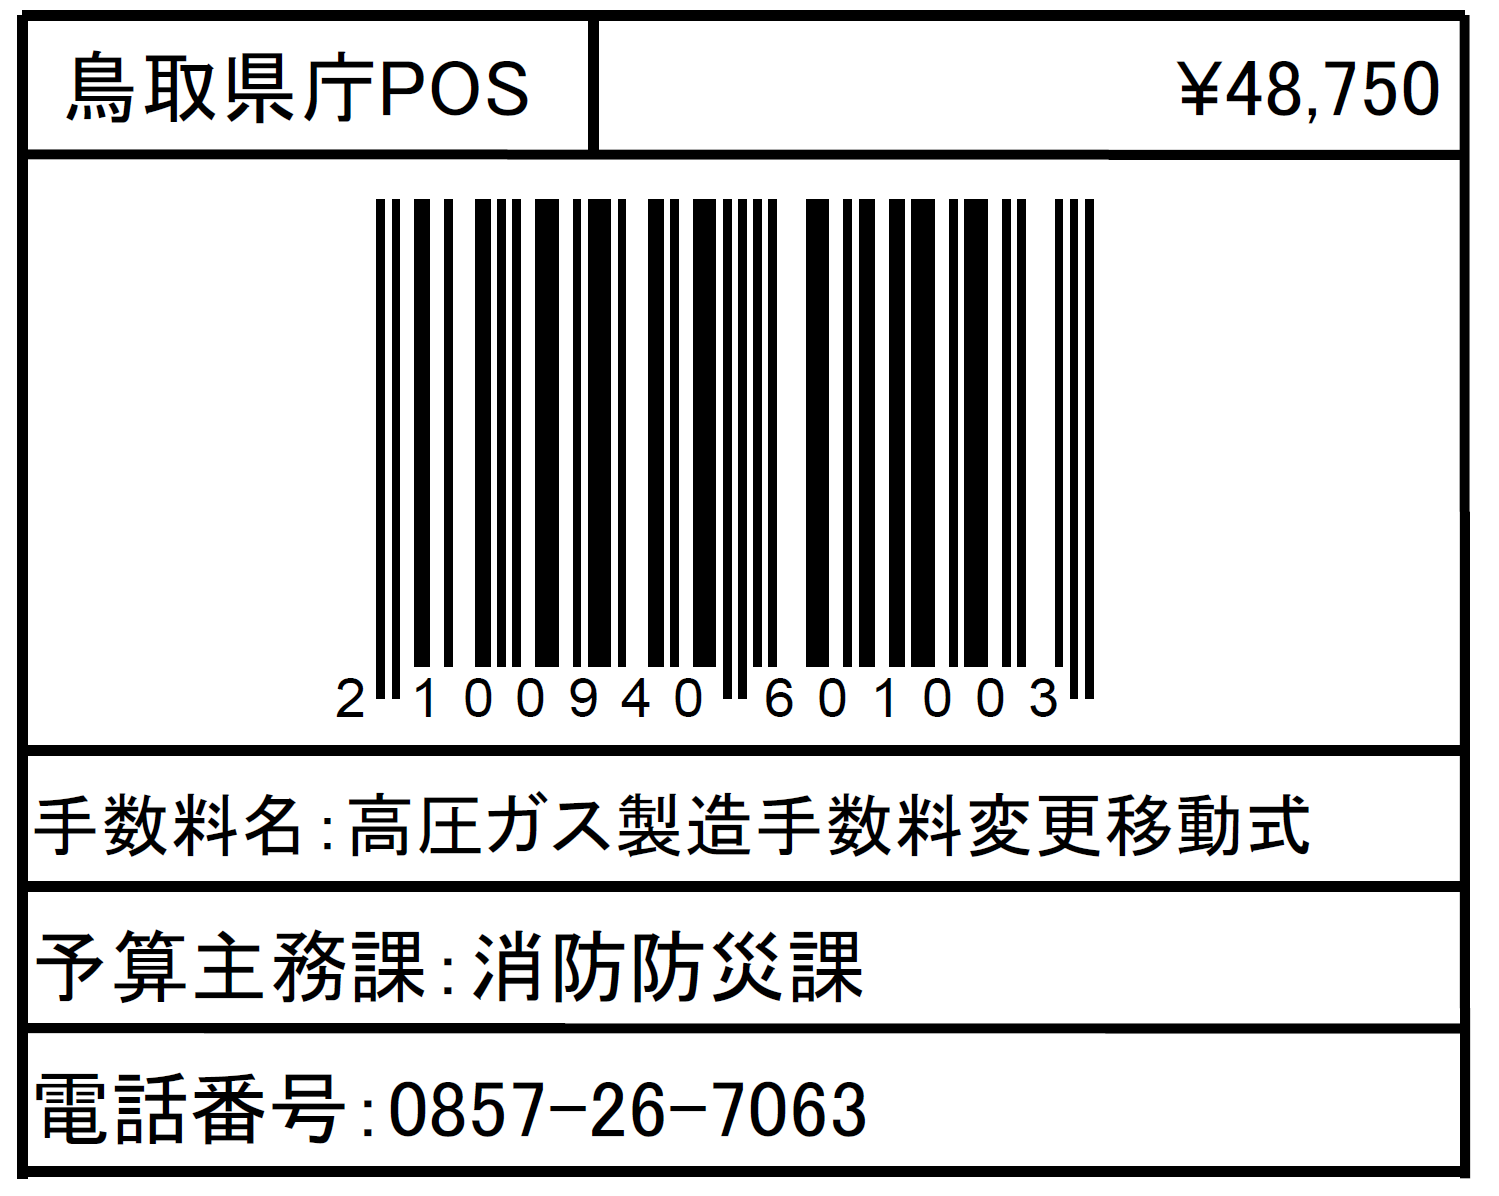 鳥取県庁POS
¥48,750
2 100940 601003
手数料名:高圧ガス製造手数料変更移動式
予算主務課:消防防災課
電話番号:0857-26-7063